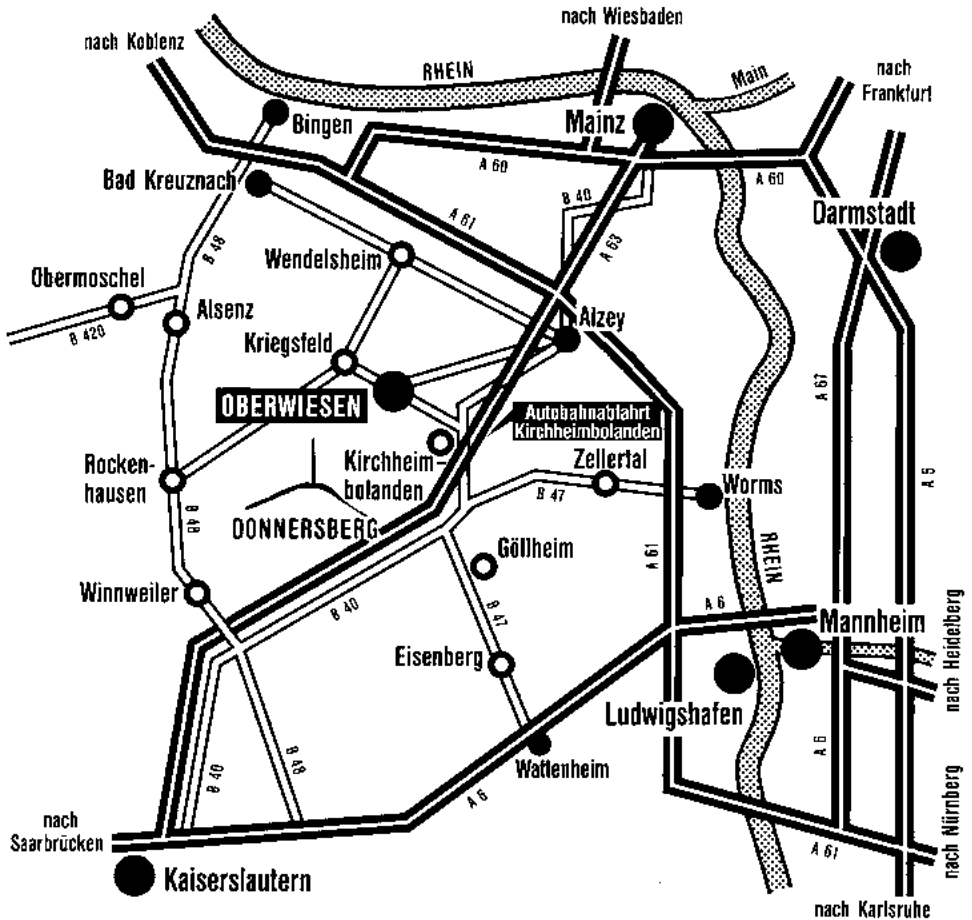 nach Wiesbaden
nach Koblenz
RHEIN
Main
nach
Frankfurt
Bingen
Mainz
A 60
A 60
Bad Kreuznach
B 40
A 61
A 63
Darmstadt
B 48
Wendelsheim
Obermoschel
Alsenz
B 420
Alzey
Kriegsfeld
A 67
OBERWIESEN
Autobahnabfahrt
Kirchheimbolanden
Kirchheim-
bolanden
Zellertal
A 5
Rocken-
hausen
B 47
Worms
B 48
DONNERSBERG
RHEIN
Göllheim
A 61
Winnweiler
B 40
B 47
A 6
Mannheim
Eisenberg
nach Heidelberg
Ludwigshafen
A 6
B 40
B 48
Wattenheim
A 6
nach
Saarbrücken
nach Nürnberg
A 61
Kaiserslautern
nach Karlsruhe